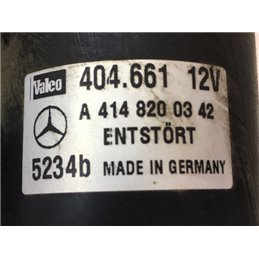 Valeo 404.661 12V
A 414 820 03 42
ENTSTÖRT
5234b MADE IN GERMANY